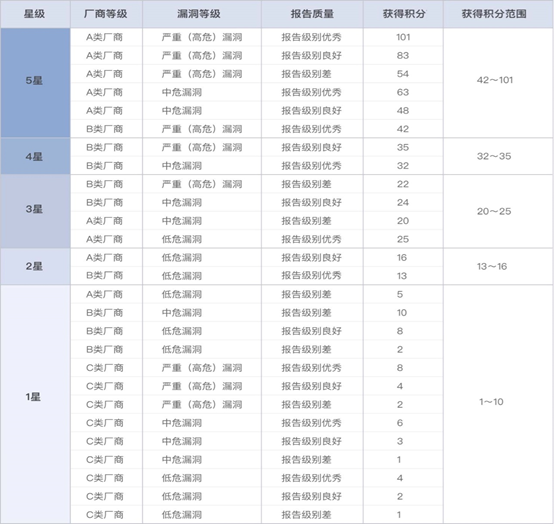 星级 厂商等级 漏洞等级 报告质量 获得积分 获得积分范围
A类厂商 严重（高危）漏洞 报告级别优秀 101
A类厂商 严重（高危）漏洞 报告级别良好 83
A类厂商 严重（高危）漏洞 报告级别差 54
5星 42～101
A类厂商 中危漏洞 报告级别优秀 63
A类厂商 中危漏洞 报告级别良好 48
B类厂商 严重（高危）漏洞 报告级别优秀 42
B类厂商 严重（高危）漏洞 报告级别良好 35
4星 32～35
B类厂商 中危漏洞 报告级别优秀 32
B类厂商 严重（高危）漏洞 报告级别差 22
B类厂商 中危漏洞 报告级别良好 24
3星 20～25
A类厂商 中危漏洞 报告级别差 20
A类厂商 低危漏洞 报告级别优秀 25
A类厂商 低危漏洞 报告级别良好 16
2星 13～16
B类厂商 低危漏洞 报告级别优秀 13
A类厂商 低危漏洞 报告级别差 5
B类厂商 中危漏洞 报告级别差 10
B类厂商 低危漏洞 报告级别良好 8
B类厂商 低危漏洞 报告级别差 2
C类厂商 严重（高危）漏洞 报告级别优秀 8
C类厂商 严重（高危）漏洞 报告级别良好 4
1星 1～10
C类厂商 严重（高危）漏洞 报告级别差 2
C类厂商 中危漏洞 报告级别优秀 6
C类厂商 中危漏洞 报告级别良好 3
C类厂商 中危漏洞 报告级别差 1
C类厂商 低危漏洞 报告级别优秀 4
C类厂商 低危漏洞 报告级别良好 2
C类厂商 低危漏洞 报告级别差 1